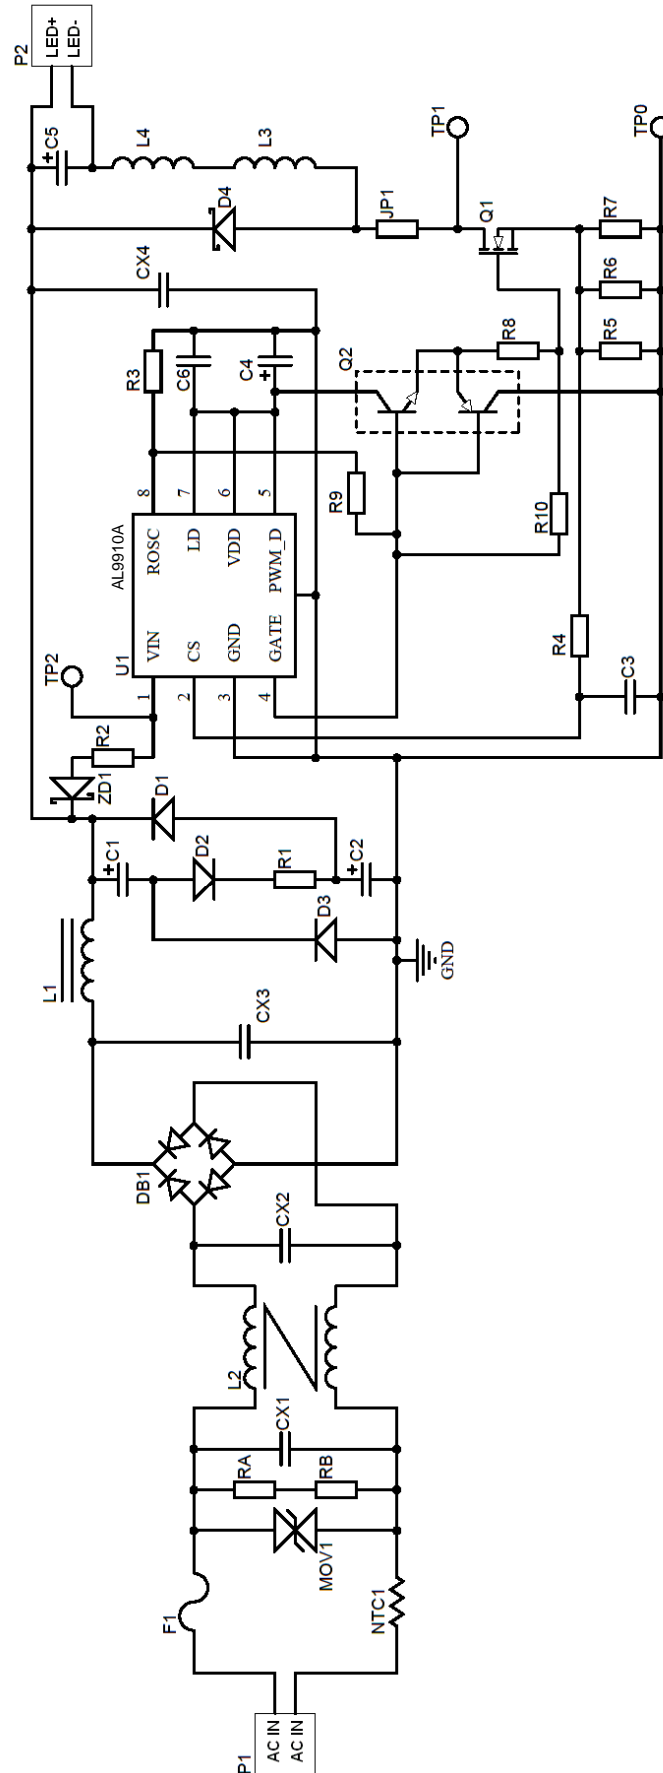 P1
AC IN
AC IN
F1
NTC1
MOV1
RA
RB
CX1
L2
CX2
DB1
CX3
L1
GND
C1
D2
R1
D3
C2
D1
ZD1
R2
TP2
U1
AL9910A
1
2
3
4
VIN
CS
GND
GATE
ROSC
LD
VDD
PWM_D
8
7
6
5
R3
C6
C4
CX4
R9
Q2
R8
R10
R4
C3
R5
R6
R7
Q1
JP1
TP1
TP0
D4
L3
L4
C5
P2
LED+
LED-